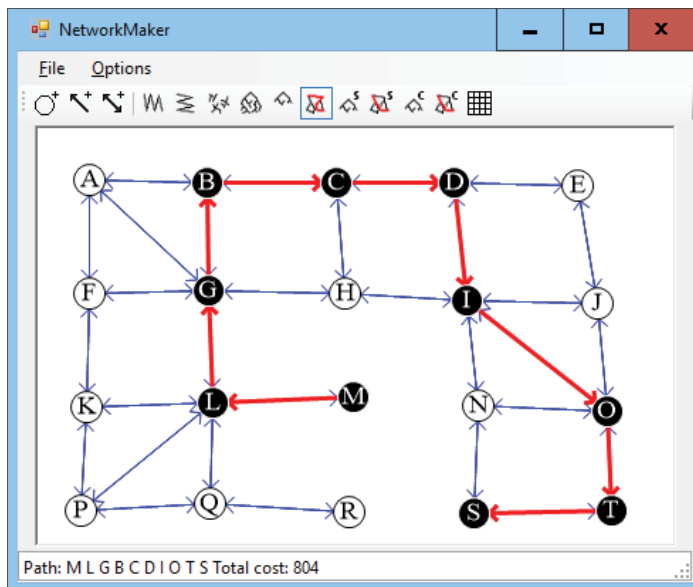 NetworkMaker
File Options
A B C D E
F G H I J
K L M N O
P Q R S T
Path: M L G B C D I O T S Total cost: 804